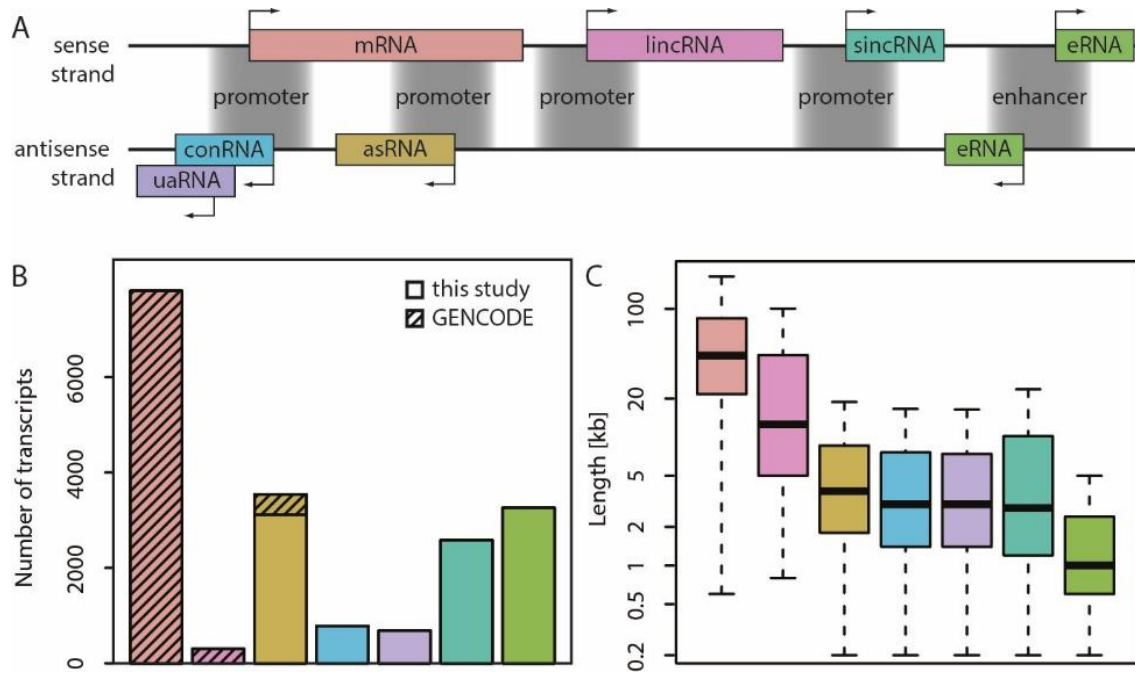 A
sense
strand
mRNA
lincRNA
sincRNA
eRNA
promoter
promoter
promoter
promoter
enhancer
antisense
strand
conRNA
asRNA
eRNA
uaRNA
B
this study
GENCODE
Number of transcripts
6000
4000
2000
0
C
Length [kb]
100
20
5
2
1
0.5
0.2